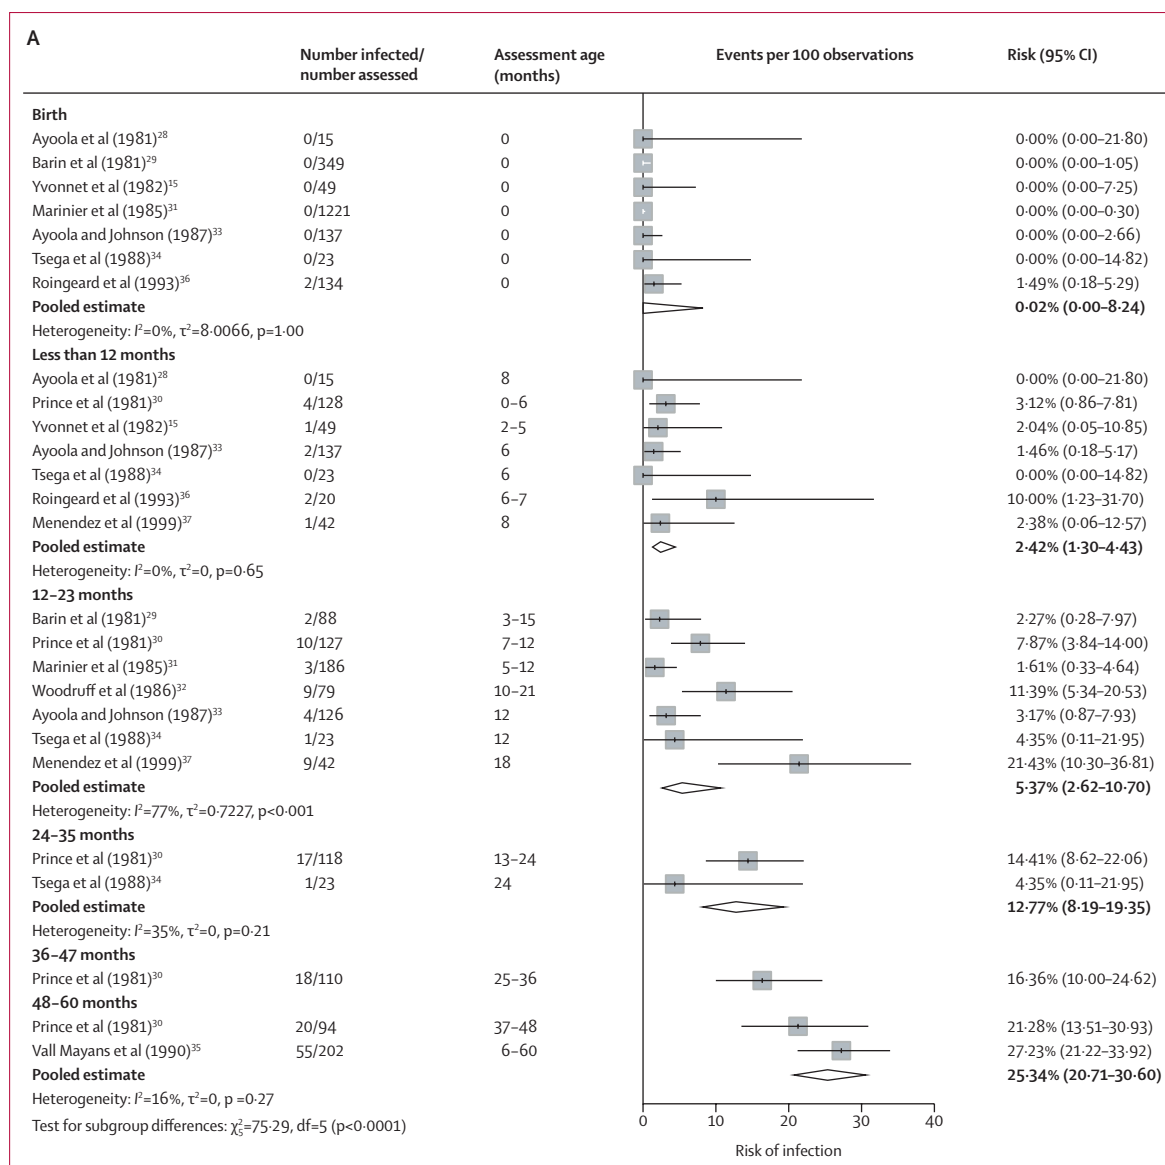 A
Number infected/ number assessed Assessment age (months) Events per 100 observations Risk (95% CI)
Birth
Ayoola et al (1981)28 0/15 0 0·00% (0·00–21·80)
Barin et al (1981)29 0/349 0 0·00% (0·00–1·05)
Yvonnet et al (1982)15 0/49 0 0·00% (0·00–7·25)
Marinier et al (1985)31 0/1221 0 0·00% (0·00–0·30)
Ayoola and Johnson (1987)33 0/137 0 0·00% (0·00–2·66)
Tsega et al (1988)34 0/23 0 0·00% (0·00–14·82)
Roingeard et al (1993)36 2/134 0 1·49% (0·18–5·29)
Pooled estimate 0·02% (0·00–8·24)
Heterogeneity: I²=0%, τ²=8·0066, p=1·00
Less than 12 months
Ayoola et al (1981)28 0/15 8 0·00% (0·00–21·80)
Prince et al (1981)30 4/128 0–6 3·12% (0·86–7·81)
Yvonnet et al (1982)15 1/49 2–5 2·04% (0·05–10·85)
Ayoola and Johnson (1987)33 2/137 6 1·46% (0·18–5·17)
Tsega et al (1988)34 0/23 6 0·00% (0·00–14·82)
Roingeard et al (1993)36 2/20 6–7 10·00% (1·23–31·70)
Menendez et al (1999)37 1/42 8 2·38% (0·06–12·57)
Pooled estimate 2·42% (1·30–4·43)
Heterogeneity: I²=0%, τ²=0, p=0·65
12–23 months
Barin et al (1981)29 2/88 3–15 2·27% (0·28–7·97)
Prince et al (1981)30 10/127 7–12 7·87% (3·84–14·00)
Marinier et al (1985)31 3/186 5–12 1·61% (0·33–4·64)
Woodruff et al (1986)32 9/79 10–21 11·39% (5·34–20·53)
Ayoola and Johnson (1987)33 4/126 12 3·17% (0·87–7·93)
Tsega et al (1988)34 1/23 12 4·35% (0·11–21·95)
Menendez et al (1999)37 9/42 18 21·43% (10·30–36·81)
Pooled estimate 5·37% (2·62–10·70)
Heterogeneity: I²=77%, τ²=0·7227, p<0·001
24–35 months
Prince et al (1981)30 17/118 13–24 14·41% (8·62–22·06)
Tsega et al (1988)34 1/23 24 4·35% (0·11–21·95)
Pooled estimate 12·77% (8·19–19·35)
Heterogeneity: I²=35%, τ²=0, p=0·21
36–47 months
Prince et al (1981)30 18/110 25–36 16·36% (10·00–24·62)
48–60 months
Prince et al (1981)30 20/94 37–48 21·28% (13·51–30·93)
Vall Mayans et al (1990)35 55/202 6–60 27·23% (21·22–33·92)
Pooled estimate 25·34% (20·71–30·60)
Heterogeneity: I²=16%, τ²=0, p =0·27
Test for subgroup differences: χ²₅=75·29, df=5 (p<0·0001)
0 10 20 30 40
Risk of infection